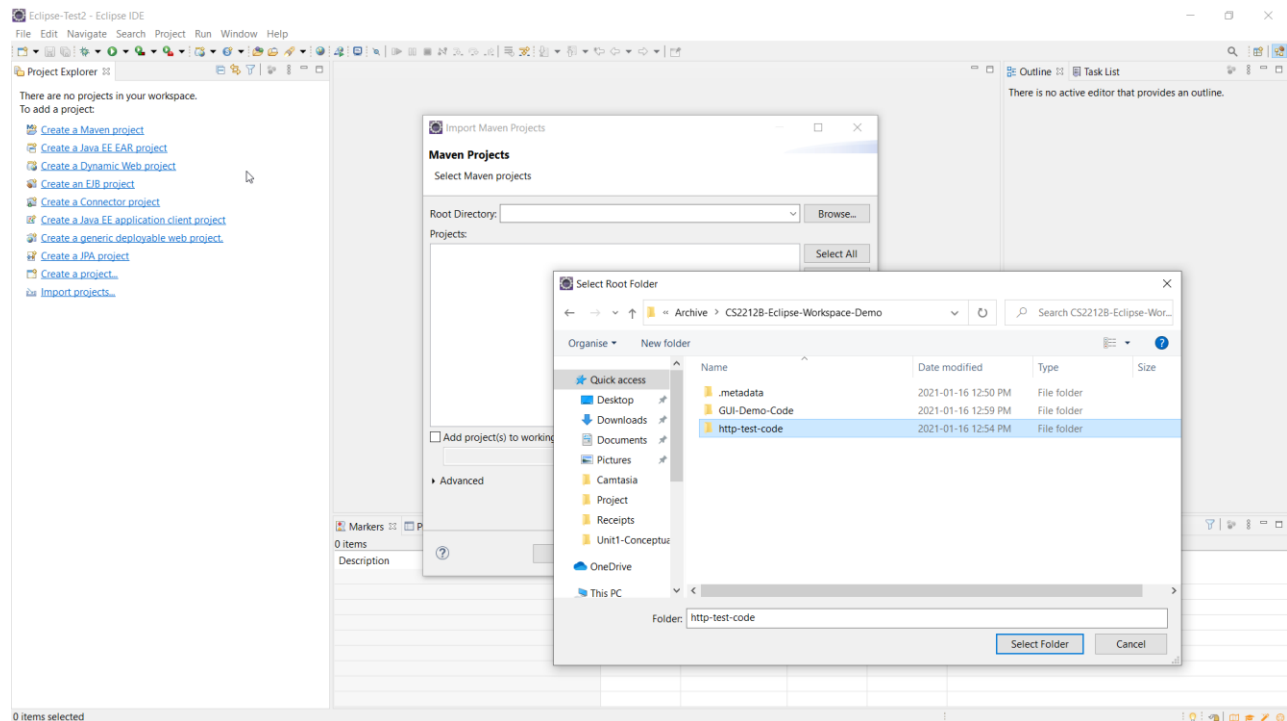 Eclipse-Test2 - Eclipse IDE
File Edit Navigate Search Project Run Window Help
Project Explorer
There are no projects in your workspace.
To add a project:
Create a Maven project
Create a Java EE EAR project
Create a Dynamic Web project
Create an EJB project
Create a Connector project
Create a Java EE application client project
Create a generic deployable web project.
Create a JPA project
Create a project...
Import projects...
Outline Task List
There is no active editor that provides an outline.
Import Maven Projects
Maven Projects
Select Maven projects
Root Directory: Browse...
Projects:
Select All
Add project(s) to working
Advanced
Select Root Folder
« Archive > CS2212B-Eclipse-Workspace-Demo
Search CS2212B-Eclipse-Wor...
Organise New folder
Name Date modified Type Size
.metadata 2021-01-16 12:50 PM File folder
GUI-Demo-Code 2021-01-16 12:59 PM File folder
http-test-code 2021-01-16 12:54 PM File folder
Quick access
Desktop
Downloads
Documents
Pictures
Camtasia
Project
Receipts
Unit1-Conceptua
OneDrive
This PC
Folder: http-test-code
Select Folder Cancel
Markers P
0 items
Description
0 items selected